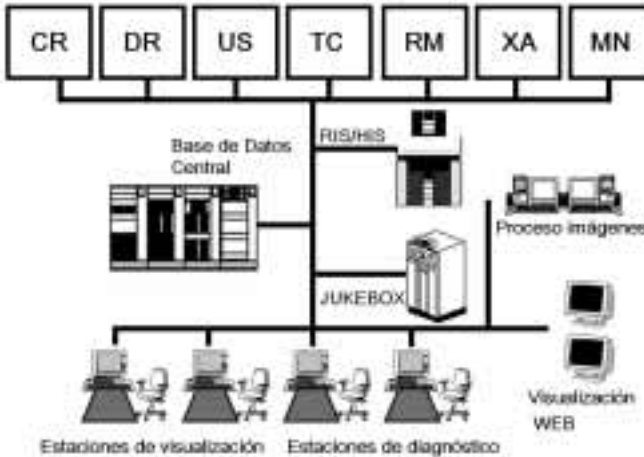 CR
DR
US
TC
RM
XA
MN
RIS/HIS
Base de Datos
Central
Proceso imágenes
JUKEBOX
Visualización
WEB
Estaciones de visualización
Estaciones de diagnóstico